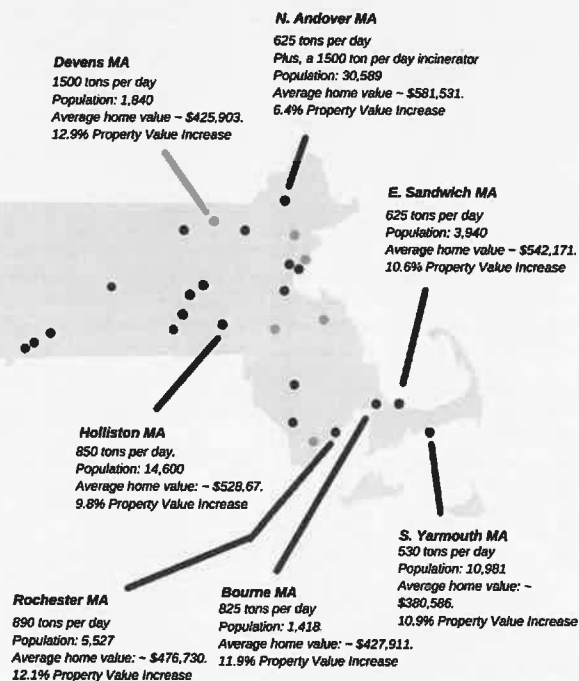 N. Andover MA
625 tons per day
Plus, a 1500 ton per day incinerator
Population: 30,589
Average home value ~ $581,531.
6.4% Property Value Increase
Devens MA
1500 tons per day
Population: 1,840
Average home value ~ $425,903.
12.9% Property Value Increase
E. Sandwich MA
625 tons per day
Population: 3,940
Average home value ~ $542,171.
10.6% Property Value Increase
Holliston MA
850 tons per day.
Population: 14,600
Average home value: ~ $528,67.
9.8% Property Value Increase
S. Yarmouth MA
530 tons per day
Population: 10,981
Average home value: ~
$380,586.
10.9% Property Value Increase
Rochester MA
890 tons per day
Population: 5,527
Average home value: ~ $476,730.
12.1% Property Value Increase
Bourne MA
825 tons per day
Population: 1,418
Average home value: ~ $427,911.
11.9% Property Value Increase